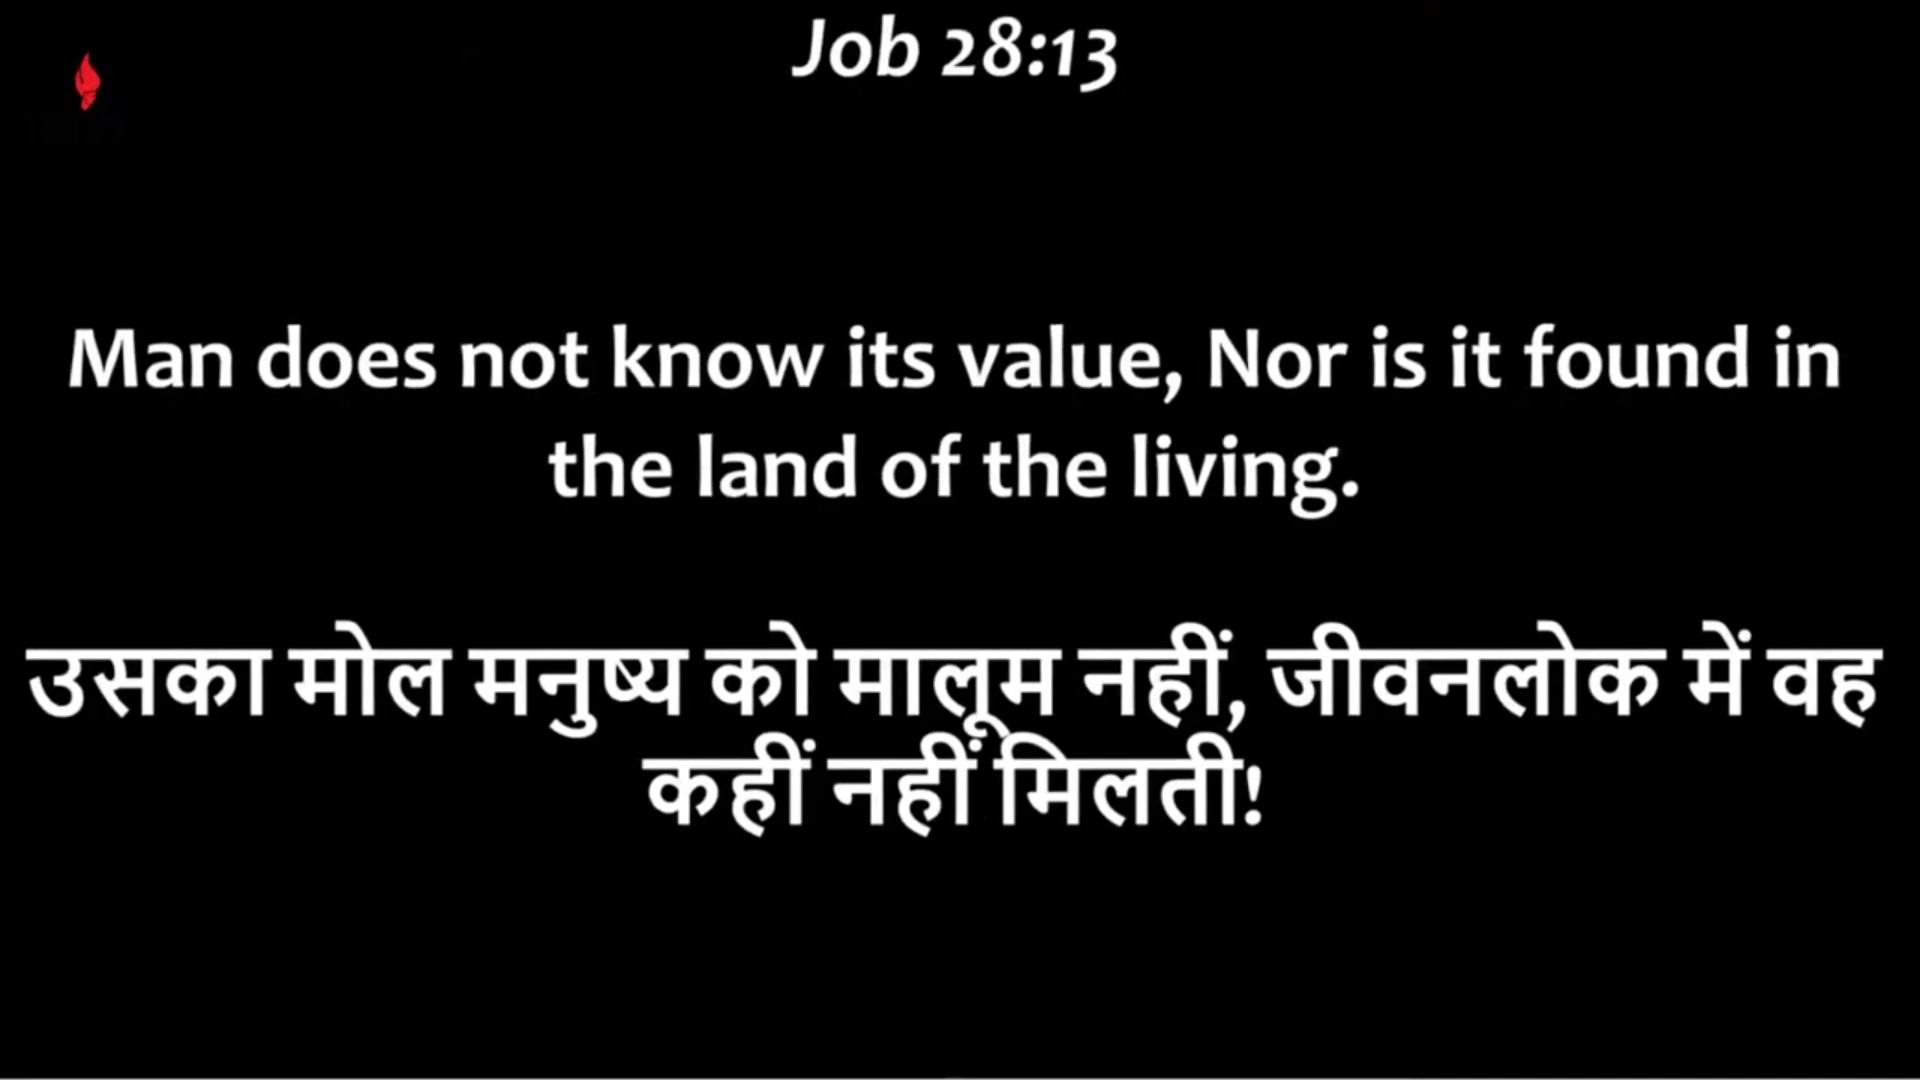 Job 28:13
Man does not know its value, Nor is it found in
the land of the living.
उसका मोल मनुष्य को मालूम नहीं, जीवनलोक में वह
कहीं नहीं मिलती!